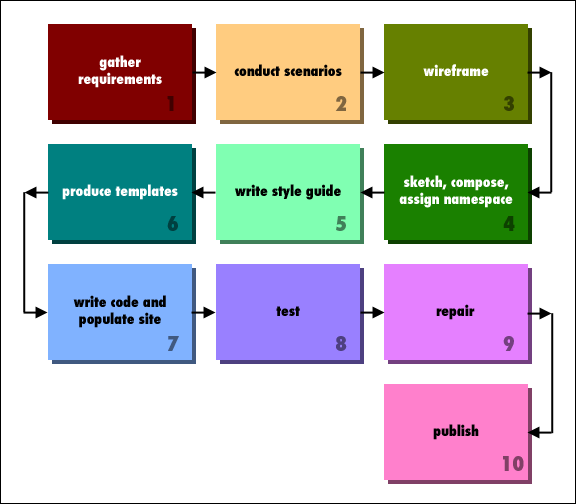 gather
requirements
1
conduct scenarios
2
wireframe
3
sketch, compose,
assign namespace
4
write style guide
5
produce templates
6
write code and
populate site
7
test
8
repair
9
publish
10